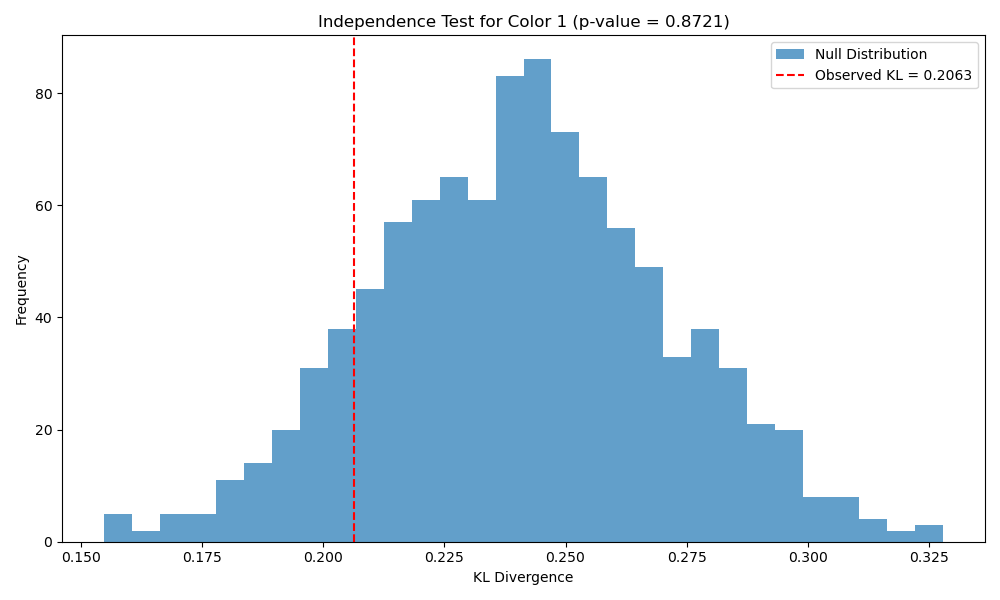 Independence Test for Color 1 (p-value = 0.8721)
Null Distribution
Observed KL = 0.2063
Frequency
80
60
40
20
0
0.150 0.175 0.200 0.225 0.250 0.275 0.300 0.325
KL Divergence